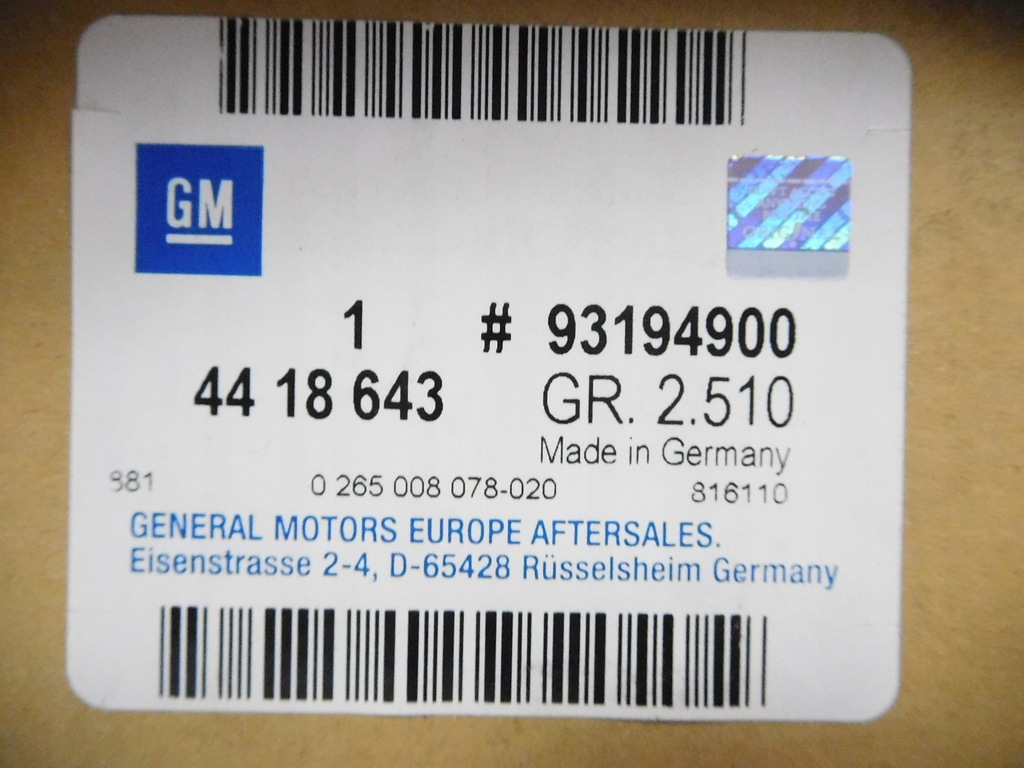 GM
1 # 93194900
44 18 643 GR. 2.510
Made in Germany
881 0 265 008 078-020 816110
GENERAL MOTORS EUROPE AFTERSALES.
Eisenstrasse 2-4, D-65428 Rüsselsheim Germany